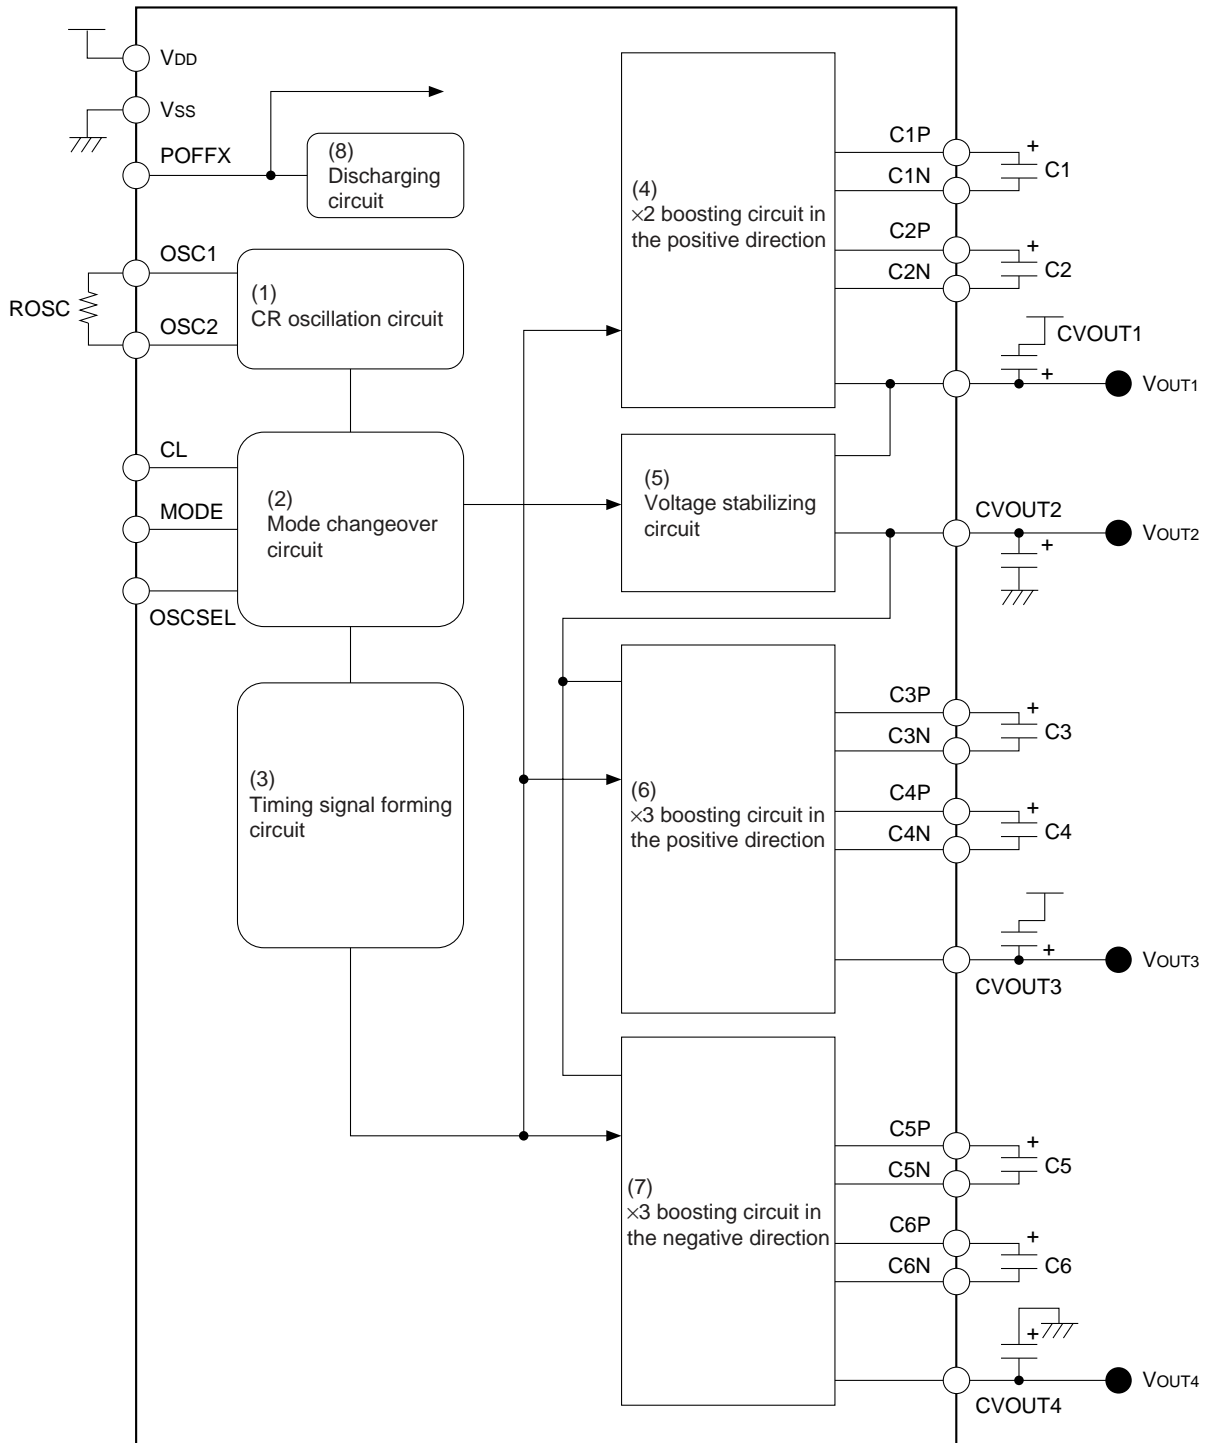 VDD
VSS
POFFX
(8)
Discharging
circuit
OSC1
ROSC
OSC2
(1)
CR oscillation circuit
CL
MODE
OSCSEL
(2)
Mode changeover
circuit
(3)
Timing signal forming
circuit
(4)
×2 boosting circuit in
the positive direction
C1P
+
C1
C1N
C2P
+
C2
C2N
CVOUT1
+
VOUT1
(5)
Voltage stabilizing
circuit
CVOUT2
+
VOUT2
(6)
×3 boosting circuit in
the positive direction
C3P
+
C3
C3N
C4P
+
C4
C4N
+
VOUT3
CVOUT3
(7)
×3 boosting circuit in
the negative direction
C5P
+
C5
C5N
C6P
+
C6
C6N
+
VOUT4
CVOUT4